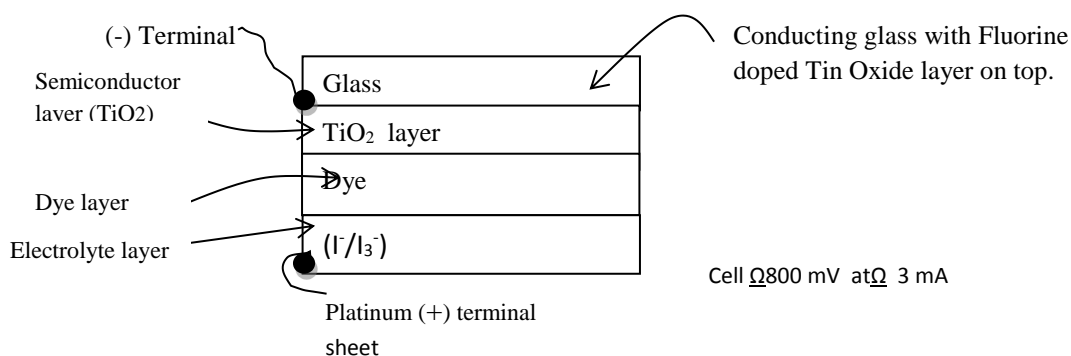 (-) Terminal
Conducting glass with Fluorine
doped Tin Oxide layer on top.
Semiconductor
layer (TiO2)
Glass
TiO₂ layer
Dye
Dye layer
Electrolyte layer
(I⁻/I₃⁻)
Cell Ω800 mV atΩ 3 mA
Platinum (+) terminal
sheet